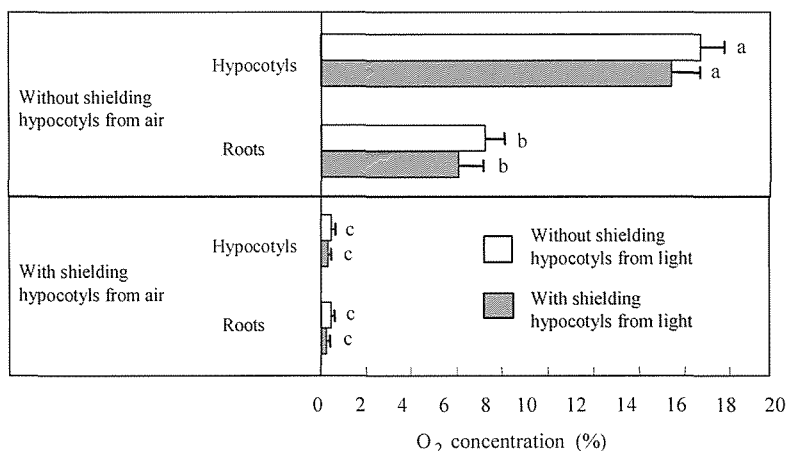 Without shielding
hypocotyls from air
Hypocotyls
a
a
Roots
b
b
With shielding
hypocotyls from air
Hypocotyls
c
c
Roots
c
c
Without shielding
hypocotyls from light
With shielding
hypocotyls from light
0 2 4 6 8 10 12 14 16 18 20
O2 concentration (%)